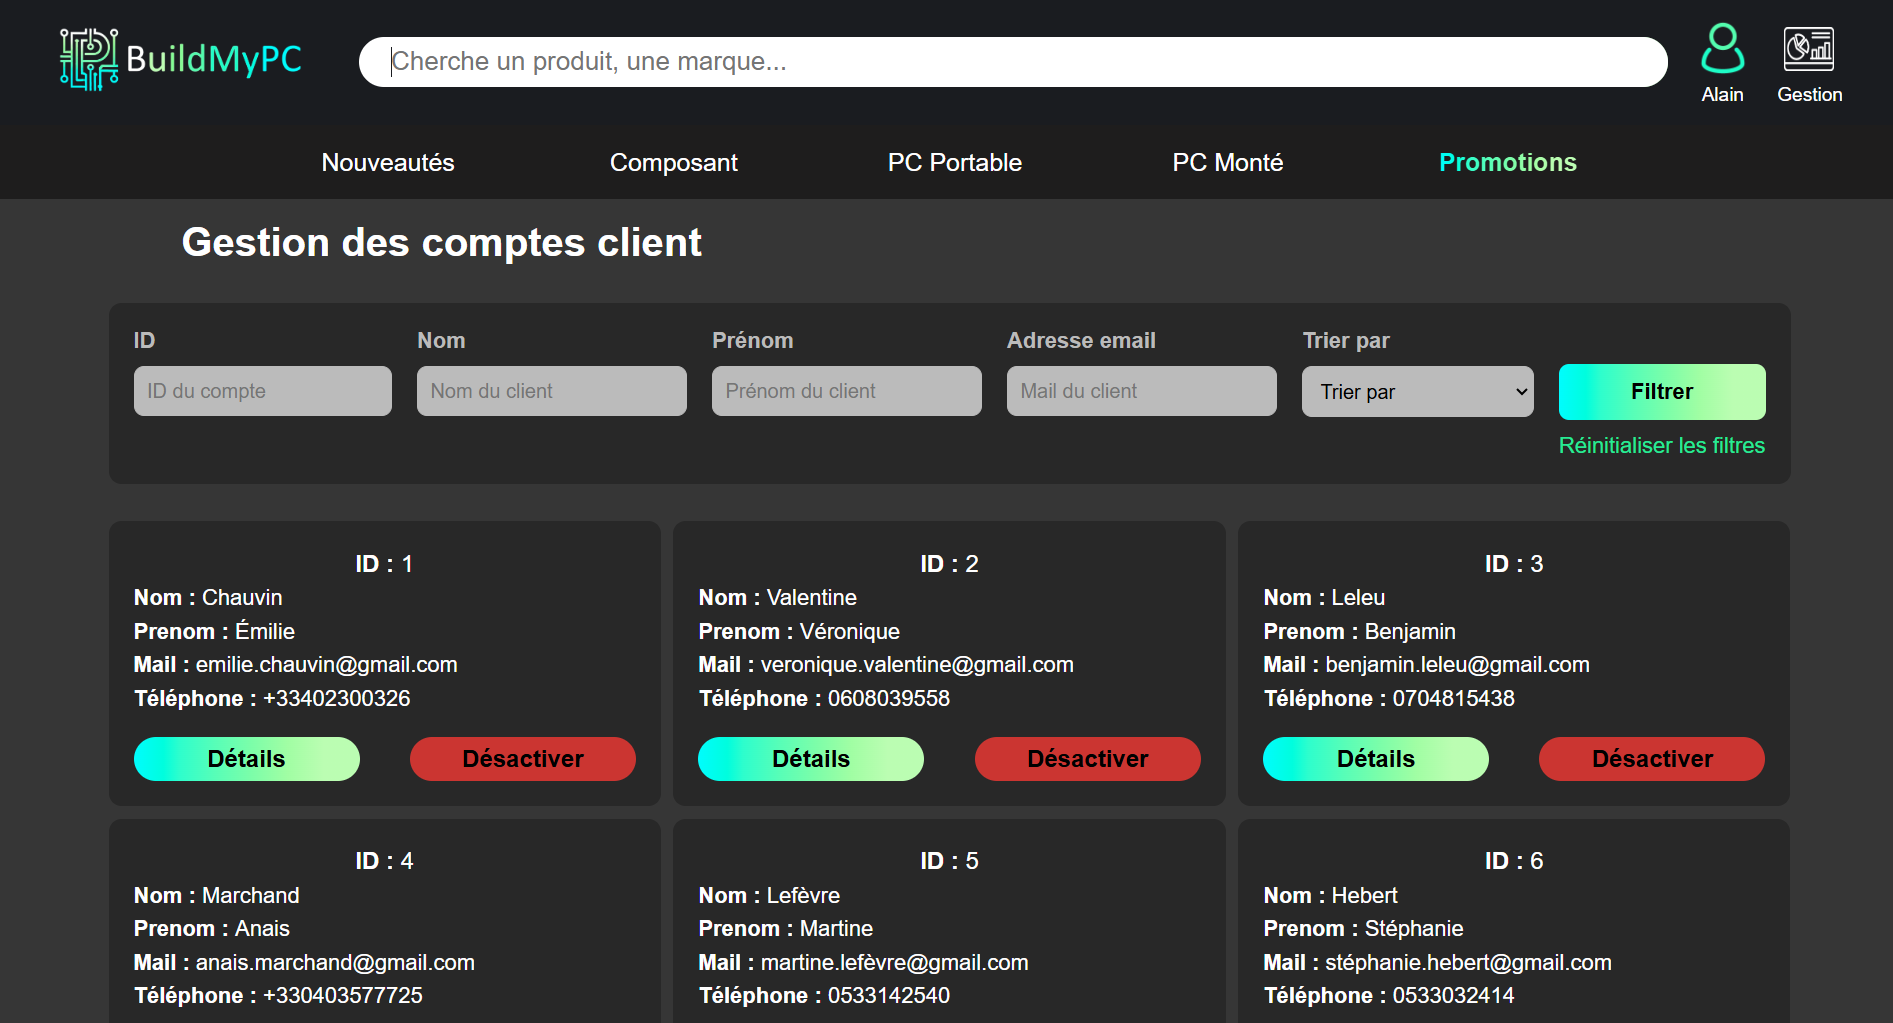 BuildMyPC
Cherche un produit, une marque...
Alain
Gestion
Nouveautés
Composant
PC Portable
PC Monté
Promotions
Gestion des comptes client
ID
Nom
Prénom
Adresse email
Trier par
ID du compte
Nom du client
Prénom du client
Mail du client
Trier par
Filtrer
Réinitialiser les filtres
ID : 1
Nom : Chauvin
Prenom : Émilie
Mail : emilie.chauvin@gmail.com
Téléphone : +33402300326
Détails
Désactiver
ID : 2
Nom : Valentine
Prenom : Véronique
Mail : veronique.valentine@gmail.com
Téléphone : 0608039558
Détails
Désactiver
ID : 3
Nom : Leleu
Prenom : Benjamin
Mail : benjamin.leleu@gmail.com
Téléphone : 0704815438
Détails
Désactiver
ID : 4
Nom : Marchand
Prenom : Anais
Mail : anais.marchand@gmail.com
Téléphone : +330403577725
ID : 5
Nom : Lefèvre
Prenom : Martine
Mail : martine.lefèvre@gmail.com
Téléphone : 0533142540
ID : 6
Nom : Hebert
Prenom : Stéphanie
Mail : stéphanie.hebert@gmail.com
Téléphone : 0533032414